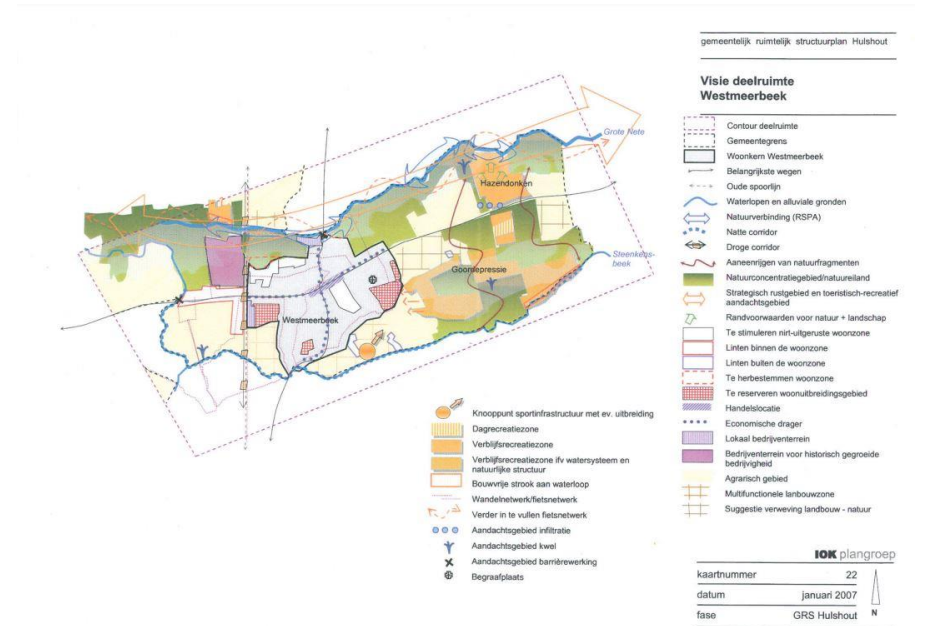 gemeentelijk ruimtelijk structuurplan Hulshout
Visie deelruimte
Westmeerbeek
Contour deelruimte
Gemeentegrens
Woonkern Westmeerbeek
Belangrijkste wegen
Oude spoorlijn
Waterlopen en alluviale gronden
Natuurverbinding (RSPA)
Natte corridor
Droge corridor
Aaneenrijgen van natuurfragmenten
Natuurconcentratiegebied/natuureiland
Strategisch rustgebied en toeristisch-recreatief
aandachtsgebied
Randvoorwaarden voor natuur + landschap
Te stimuleren niet-uitgeruste woonzone
Linten binnen de woonzone
Linten buiten de woonzone
Te herbestemmen woonzone
Te reserveren woonuitbreidingsgebied
Handelslocatie
Economische drager
Lokaal bedrijventerrein
Bedrijventerrein voor historisch gegroeide
bedrijvigheid
Agrarisch gebied
Multifunctionele lanbouwzone
Suggestie verweving landbouw - natuur
Grote Nete
Hazendonken
Steenkens-
beek
Goordepressie
Westmeerbeek
Knooppunt sportinfrastructuur met ev. uitbreiding
Dagrecreatiezone
Verblijfsrecreatiezone
Verblijfsrecreatiezone ifv watersysteem en
natuurlijke structuur
Bouwvrije strook aan waterloop
Wandelnetwerk/fietsnetwerk
Verder in te vullen fietsnetwerk
Aandachtsgebied infiltratie
Aandachtsgebied kwel
Aandachtsgebied barrièrewerking
Begraafplaats
IOK plangroep
kaartnummer 22
datum januari 2007
fase GRS Hulshout
N